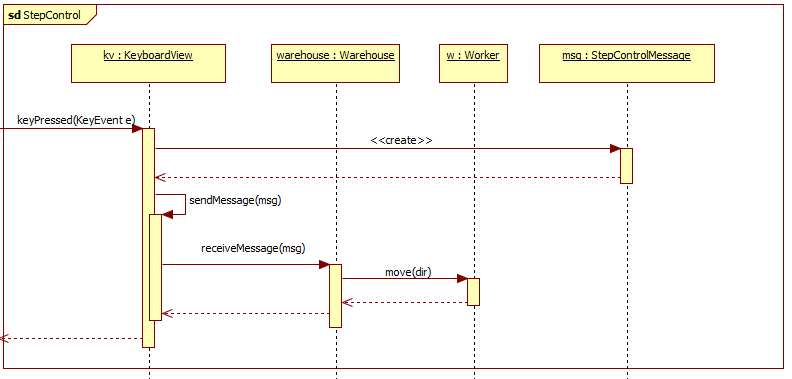 sd StepControl
kv : KeyboardView
warehouse : Warehouse
w : Worker
msg : StepControlMessage
keyPressed(KeyEvent e)
<<create>>
sendMessage(msg)
receiveMessage(msg)
move(dir)